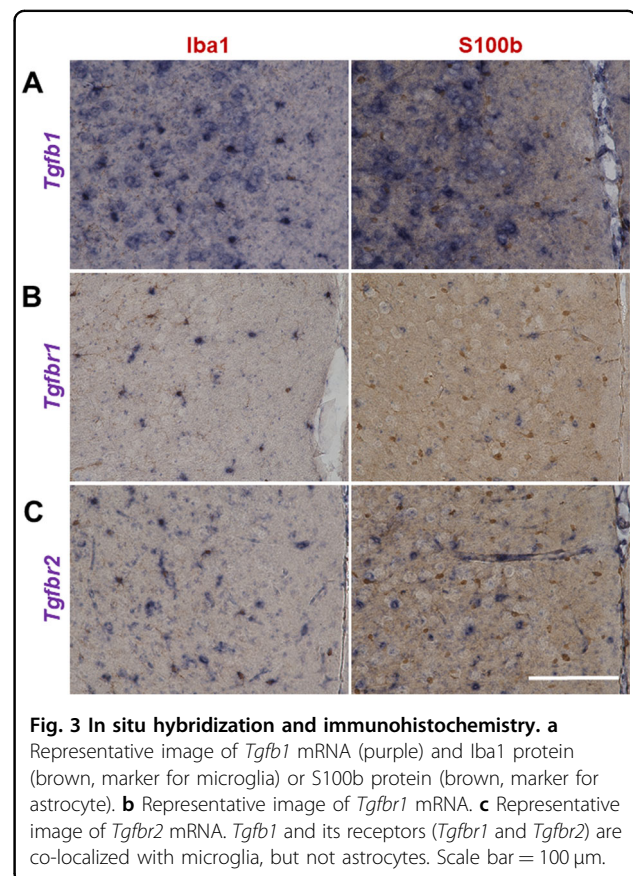 Iba1 S100b
A
Tgfb1
B
Tgfbr1
C
Tgfbr2
Fig. 3 In situ hybridization and immunohistochemistry. a
Representative image of Tgfb1 mRNA (purple) and Iba1 protein
(brown, marker for microglia) or S100b protein (brown, marker for
astrocyte). b Representative image of Tgfbr1 mRNA. c Representative
image of Tgfbr2 mRNA. Tgfb1 and its receptors (Tgfbr1 and Tgfbr2) are
co-localized with microglia, but not astrocytes. Scale bar = 100 µm.